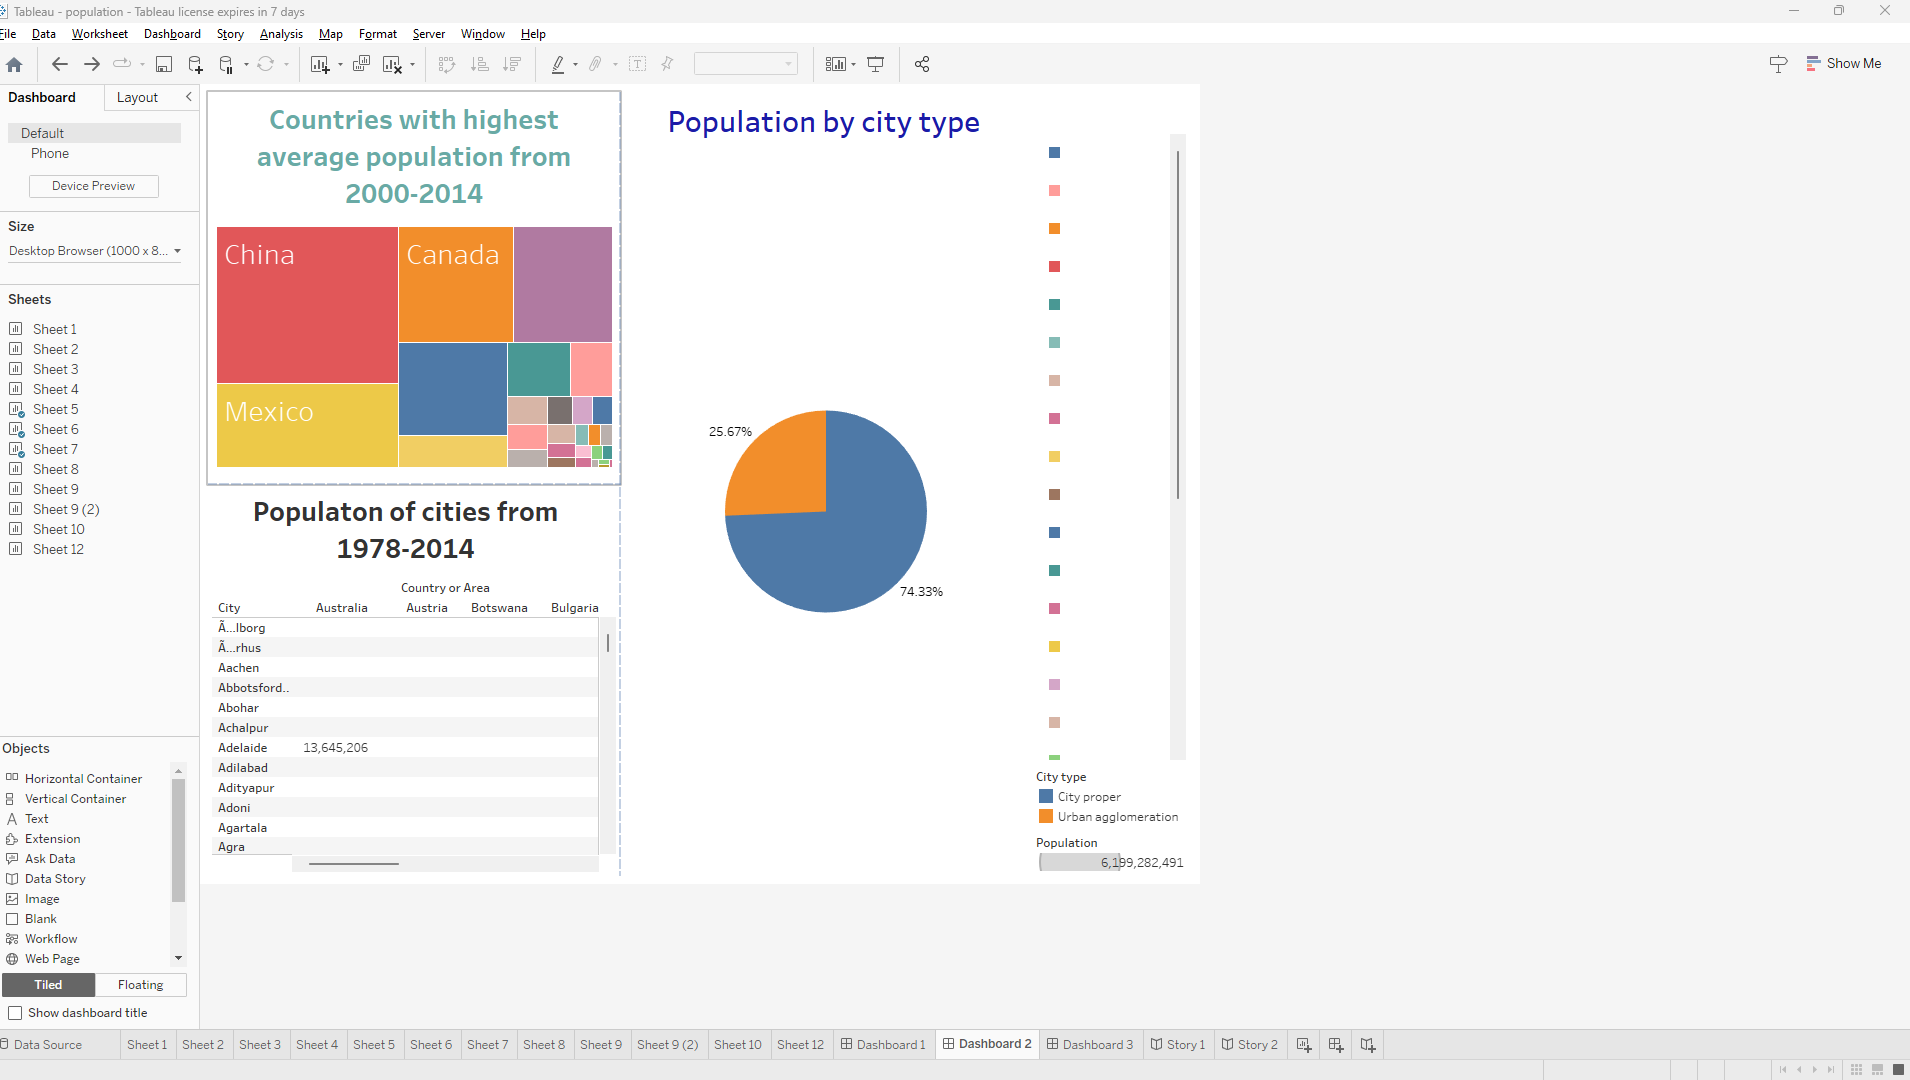 Tableau - population - Tableau license expires in 7 days
File Data Worksheet Dashboard Story Analysis Map Format Server Window Help
Show Me
Dashboard Layout
Default
Phone
Device Preview
Size
Desktop Browser (1000 x 8...
Sheets
Sheet 1
Sheet 2
Sheet 3
Sheet 4
Sheet 5
Sheet 6
Sheet 7
Sheet 8
Sheet 9
Sheet 9 (2)
Sheet 10
Sheet 12
Objects
Horizontal Container
Vertical Container
Text
Extension
Ask Data
Data Story
Image
Blank
Workflow
Web Page
Tiled Floating
Show dashboard title
Countries with highest
average population from
2000-2014
China
Canada
Mexico
Populaton of cities from
1978-2014
Country or Area
City Australia Austria Botswana Bulgaria
Ã...lborg
Ã...rhus
Aachen
Abbotsford..
Abohar
Achalpur
Adelaide 13,645,206
Adilabad
Adityapur
Adoni
Agartala
Agra
Population by city type
25.67%
74.33%
City type
City proper
Urban agglomeration
Population
6,199,282,491
Data Source Sheet 1 Sheet 2 Sheet 3 Sheet 4 Sheet 5 Sheet 6 Sheet 7 Sheet 8 Sheet 9 Sheet 9 (2) Sheet 10 Sheet 12 Dashboard 1 Dashboard 2 Dashboard 3 Story 1 Story 2